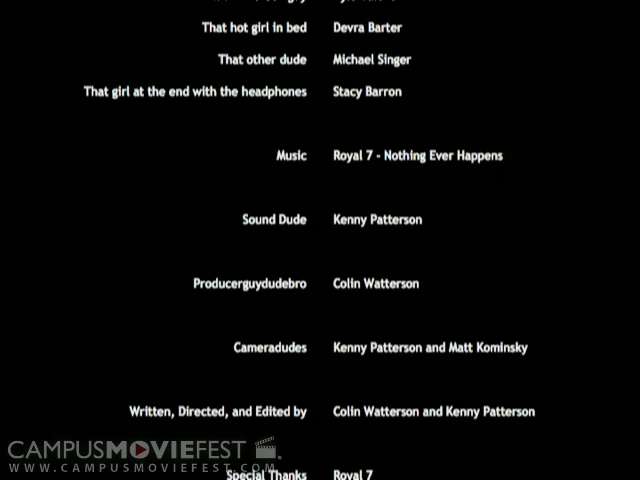 That hot girl in bed Devra Barter
That other dude Michael Singer
That girl at the end with the headphones Stacy Barron
Music Royal 7 - Nothing Ever Happens
Sound Dude Kenny Patterson
Producerguydudebro Colin Watterson
Cameradudes Kenny Patterson and Matt Kominsky
Written, Directed, and Edited by Colin Watterson and Kenny Patterson
CAMPUSMOVIEFEST
WWW.CAMPUSMOVIEFEST.COM
Special Thanks Royal 7